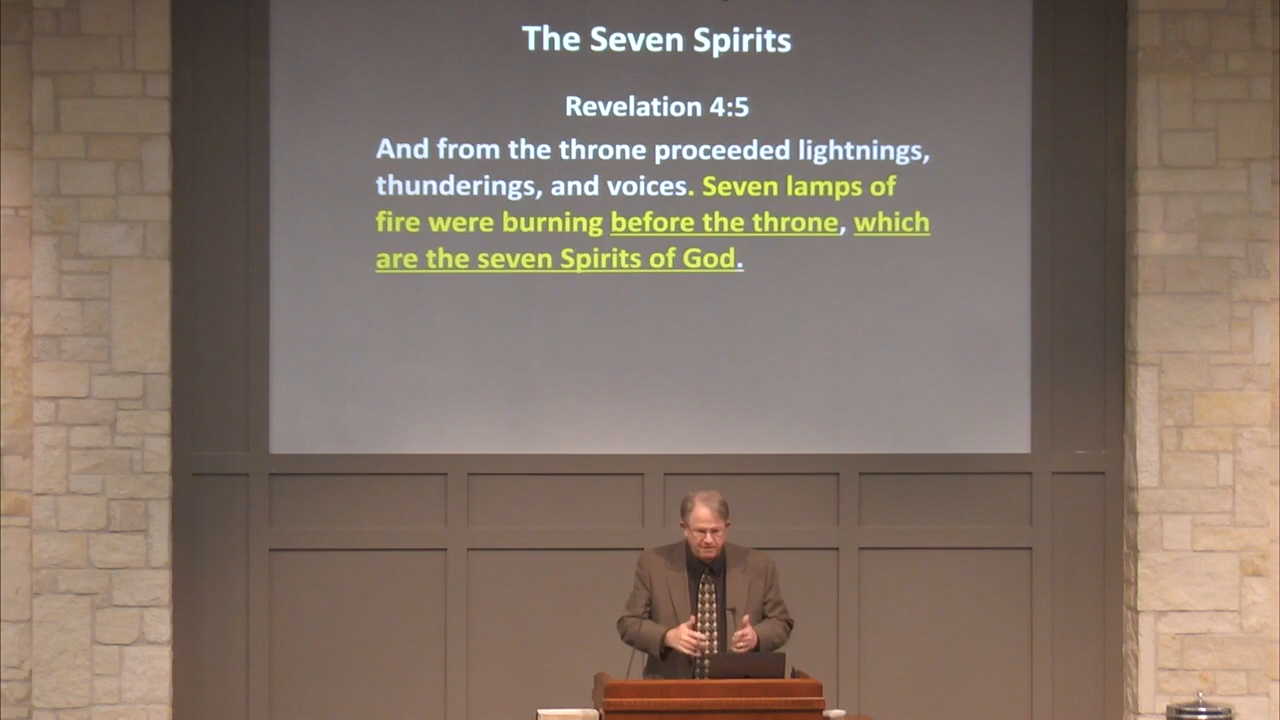 The Seven Spirits
Revelation 4:5
And from the throne proceeded lightnings,
thunderings, and voices. Seven lamps of
fire were burning before the throne, which
are the seven Spirits of God.